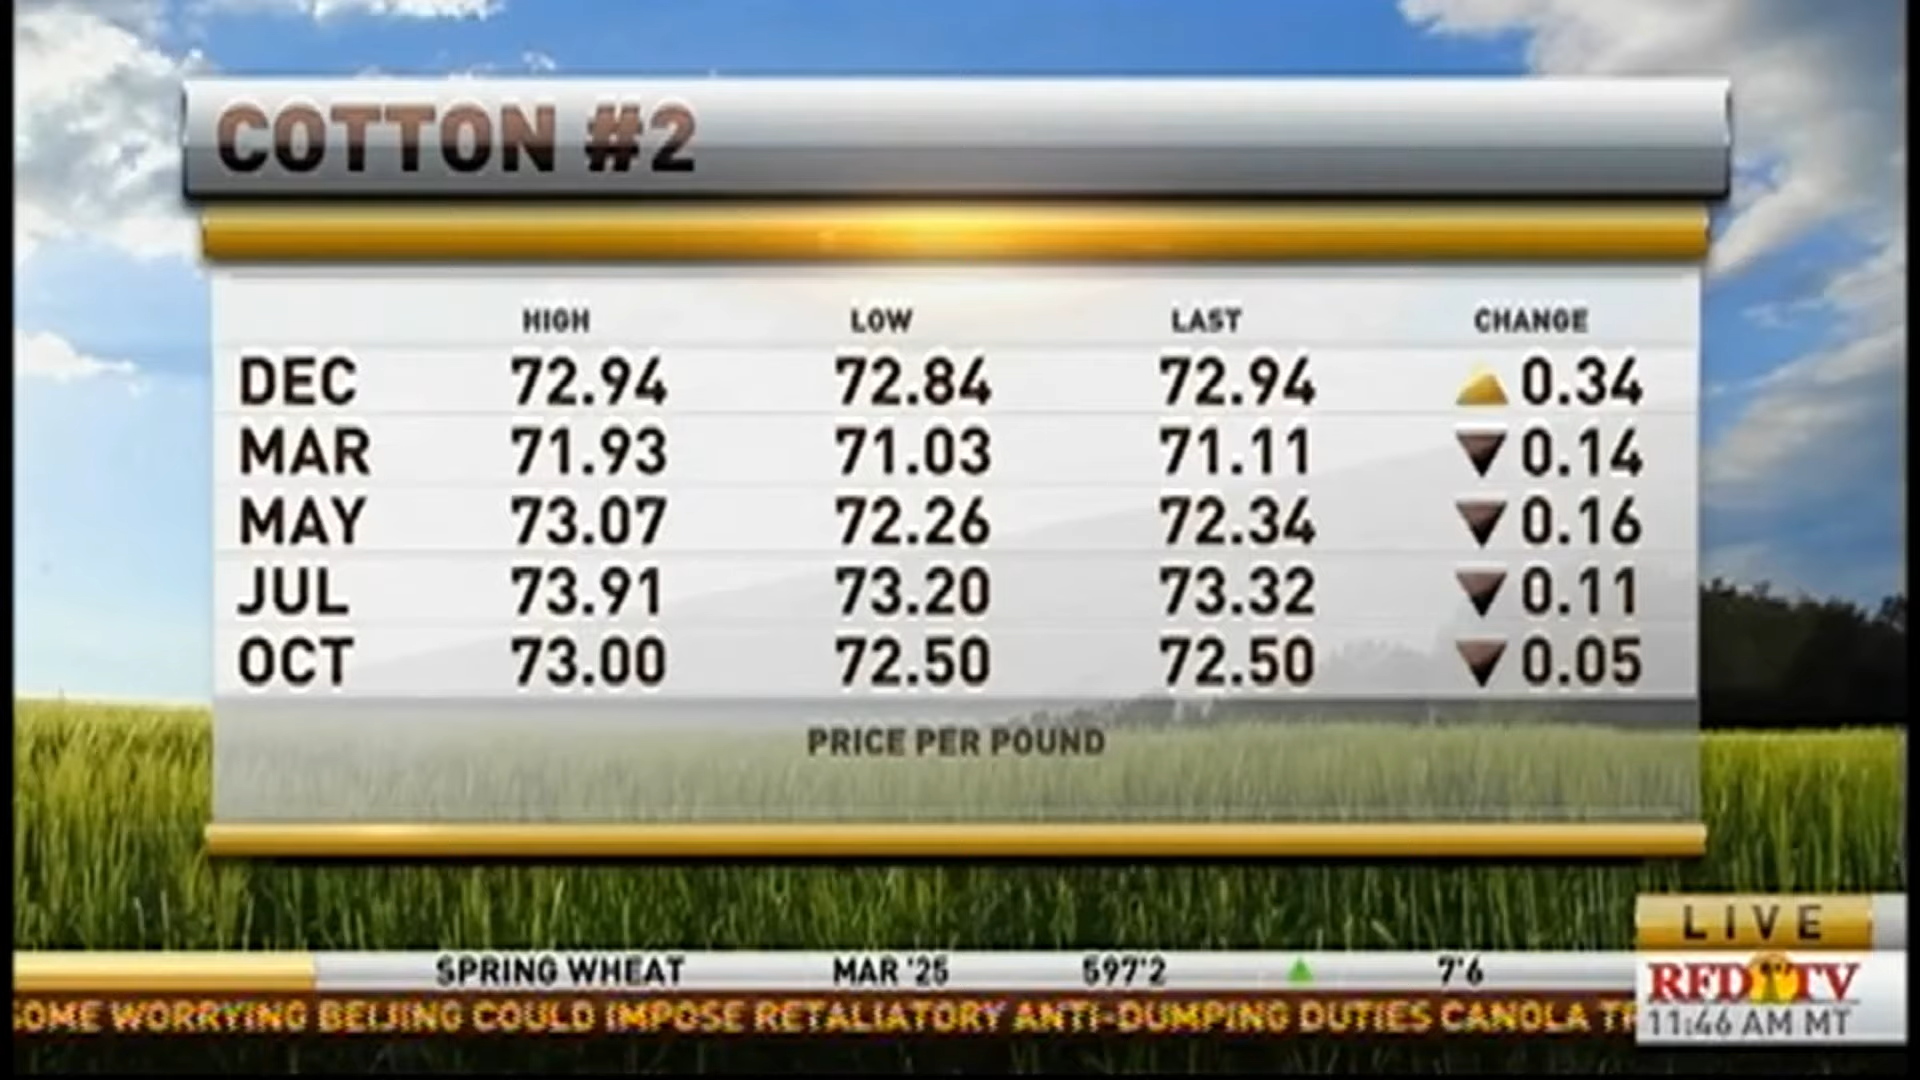 COTTON #2
HIGH LOW LAST CHANGE
DEC 72.94 72.84 72.94 0.34
MAR 71.93 71.03 71.11 0.14
MAY 73.07 72.26 72.34 0.16
JUL 73.91 73.20 73.32 0.11
OCT 73.00 72.50 72.50 0.05
PRICE PER POUND
LIVE
SPRING WHEAT MAR '25 597'2 7'6
RFD TV
SOME WORRYING BEIJING COULD IMPOSE RETALIATORY ANTI-DUMPING DUTIES CANOLA
11:46 AM MT